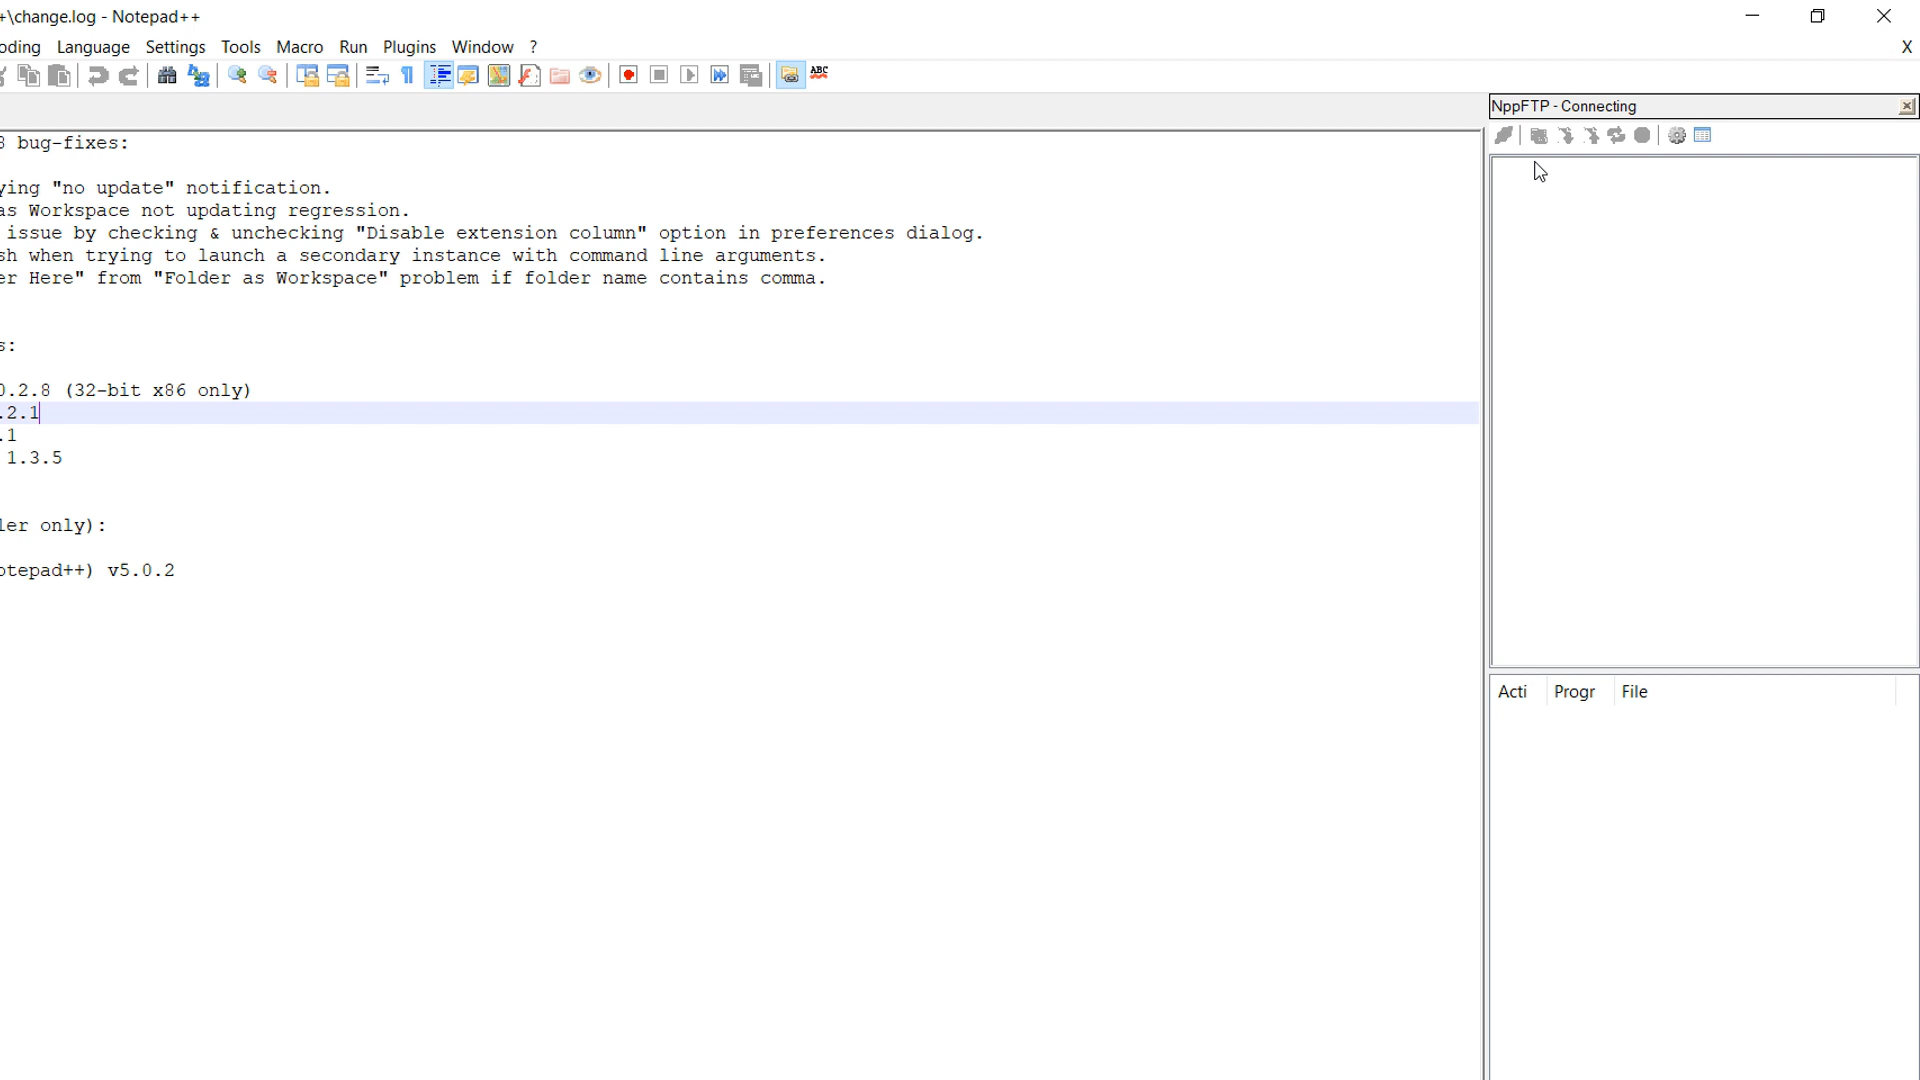 +\change.log - Notepad++
oding Language Settings Tools Macro Run Plugins Window ? X
ABC
NppFTP - Connecting
8 bug-fixes:
ying "no update" notification.
as Workspace not updating regression.
issue by checking & unchecking "Disable extension column" option in preferences dialog.
sh when trying to launch a secondary instance with command line arguments.
er Here" from "Folder as Workspace" problem if folder name contains comma.
s:
0.2.8 (32-bit x86 only)
.2.1
.1
1.3.5
ler only):
otepad++) v5.0.2
Acti Progr File